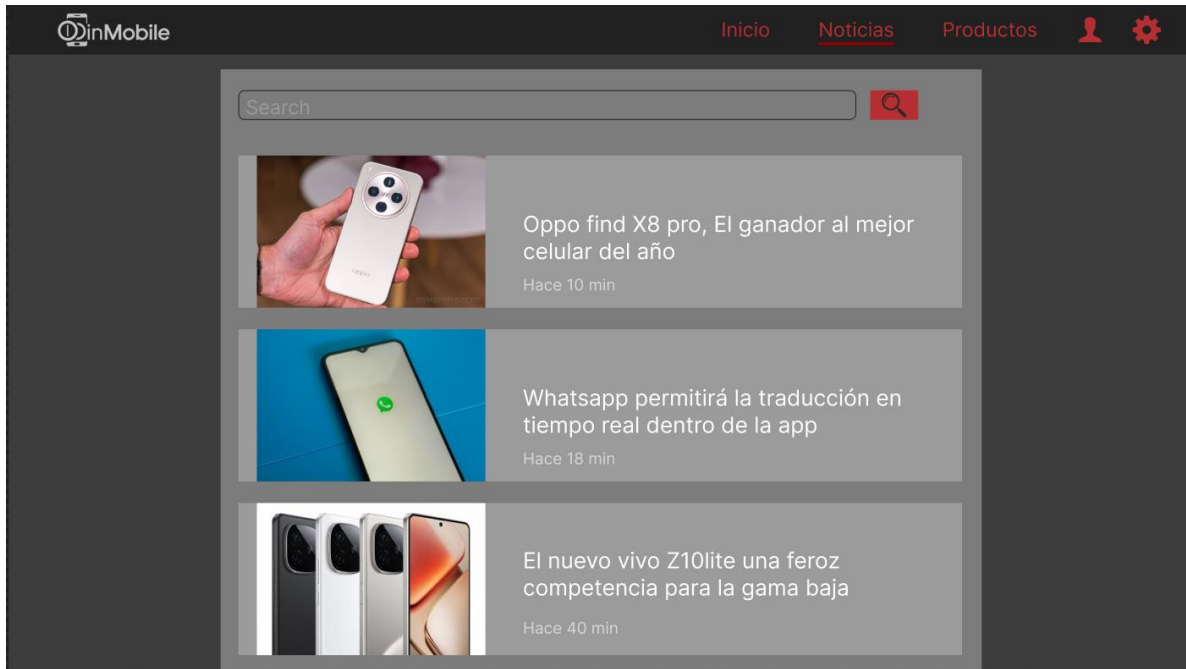 inMobile
Inicio
Noticias
Productos
Search
Oppo find X8 pro, El ganador al mejor
celular del año
Hace 10 min
oppo
Whatsapp permitirá la traducción en
tiempo real dentro de la app
Hace 18 min
El nuevo vivo Z10lite una feroz
competencia para la gama baja
Hace 40 min